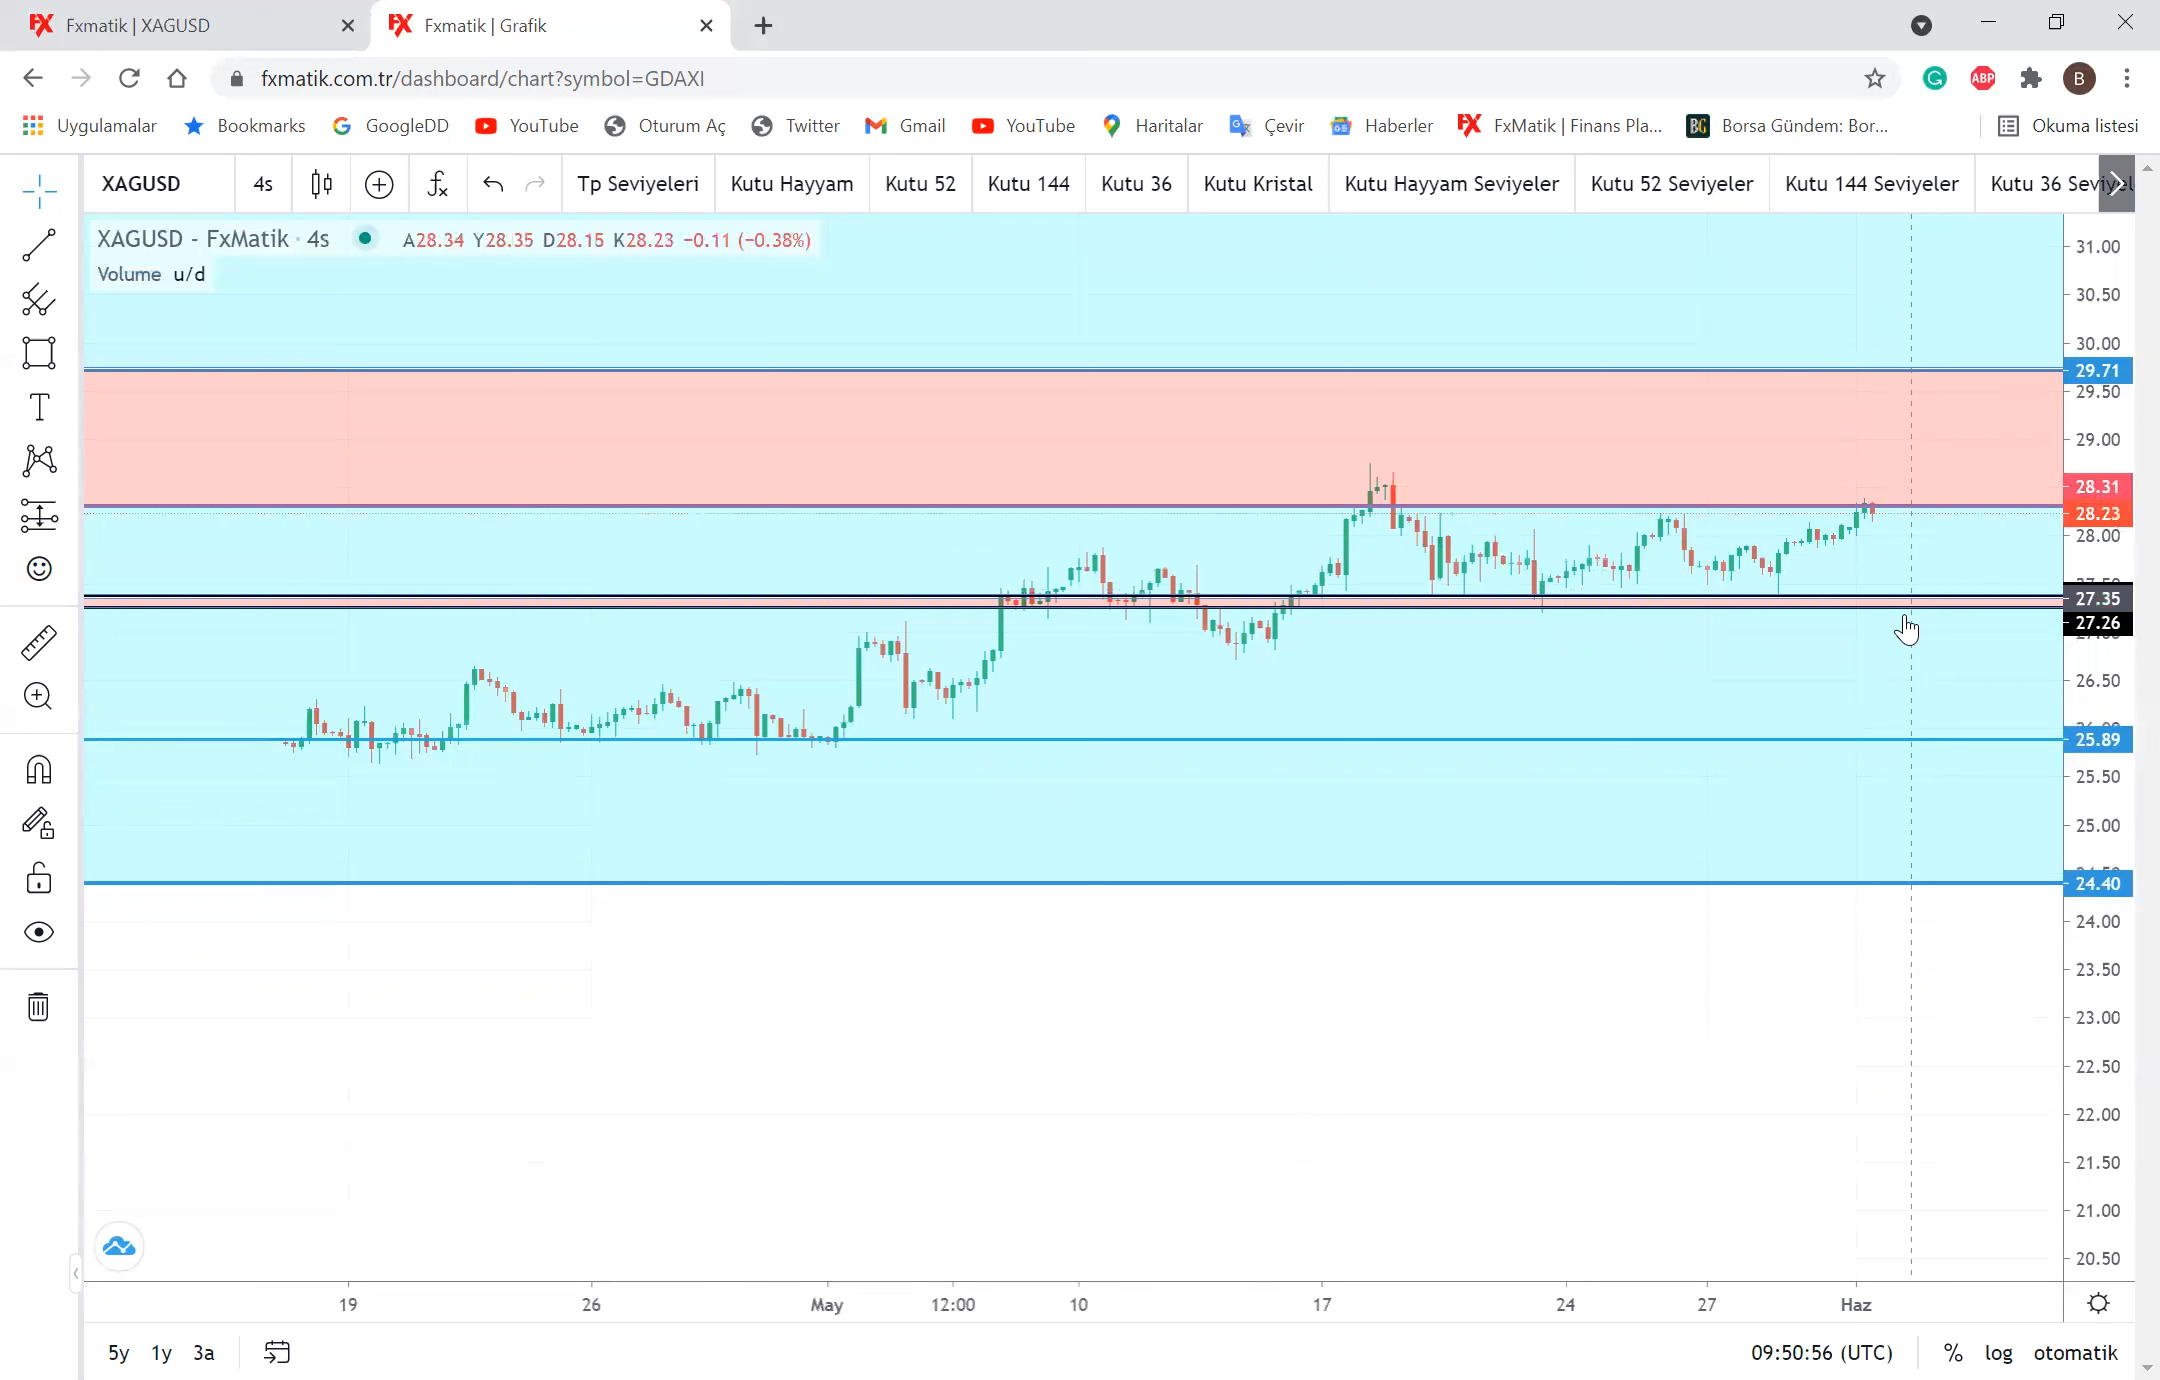 Fxmatik | XAGUSD
Fxmatik | Grafik
fxmatik.com.tr/dashboard/chart?symbol=GDAXI
ABP
B
Uygulamalar Bookmarks GoogleDD YouTube Oturum Aç Twitter Gmail YouTube Haritalar Çevir Haberler FxMatik | Finans Pla... BG Borsa Gündem: Bor... Okuma listesi
XAGUSD 4s Tp Seviyeleri Kutu Hayyam Kutu 52 Kutu 144 Kutu 36 Kutu Kristal Kutu Hayyam Seviyeler Kutu 52 Seviyeler Kutu 144 Seviyeler Kutu 36
XAGUSD - FxMatik · 4s A28.34 Y28.35 D28.15 K28.23 −0.11 (−0.38%)
Volume u/d
31.00
30.50
30.00
29.71
29.50
29.00
28.31
28.23
28.00
27.35
27.26
26.50
25.89
25.50
25.00
24.40
24.00
23.50
23.00
22.50
22.00
21.50
21.00
20.50
19 26 May 12:00 10 17 24 27 Haz
5y 1y 3a 09:50:56 (UTC) % log otomatik